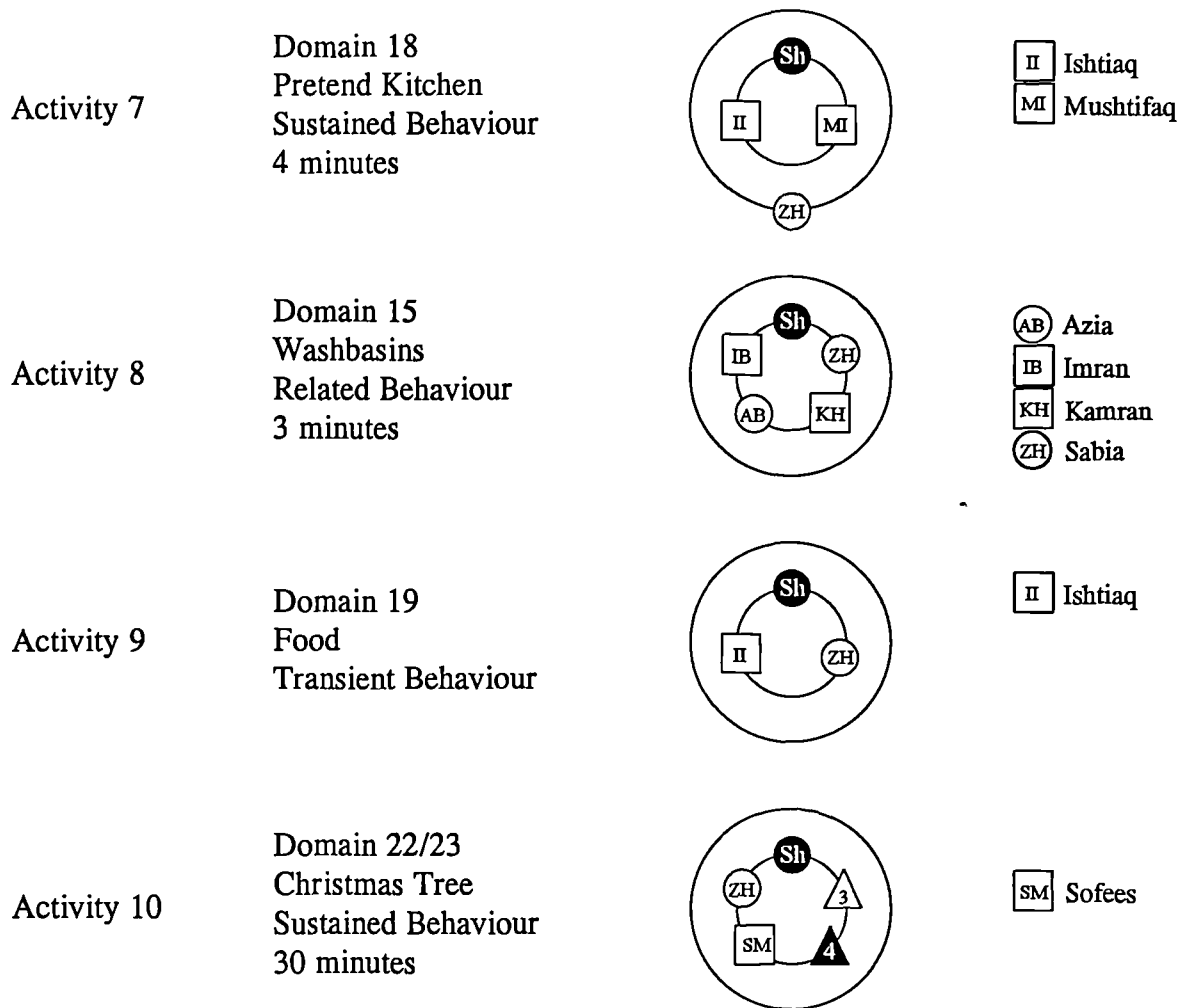 Activity 7
Domain 18
Pretend Kitchen
Sustained Behaviour
4 minutes
Sh
II
MI
ZH
II Ishtiaq
MI Mushtifaq
Activity 8
Domain 15
Washbasins
Related Behaviour
3 minutes
Sh
IB
ZH
AB
KH
AB Azia
IB Imran
KH Kamran
ZH Sabia
Activity 9
Domain 19
Food
Transient Behaviour
Sh
II
ZH
II Ishtiaq
Activity 10
Domain 22/23
Christmas Tree
Sustained Behaviour
30 minutes
Sh
ZH
3
SM
4
SM Sofees